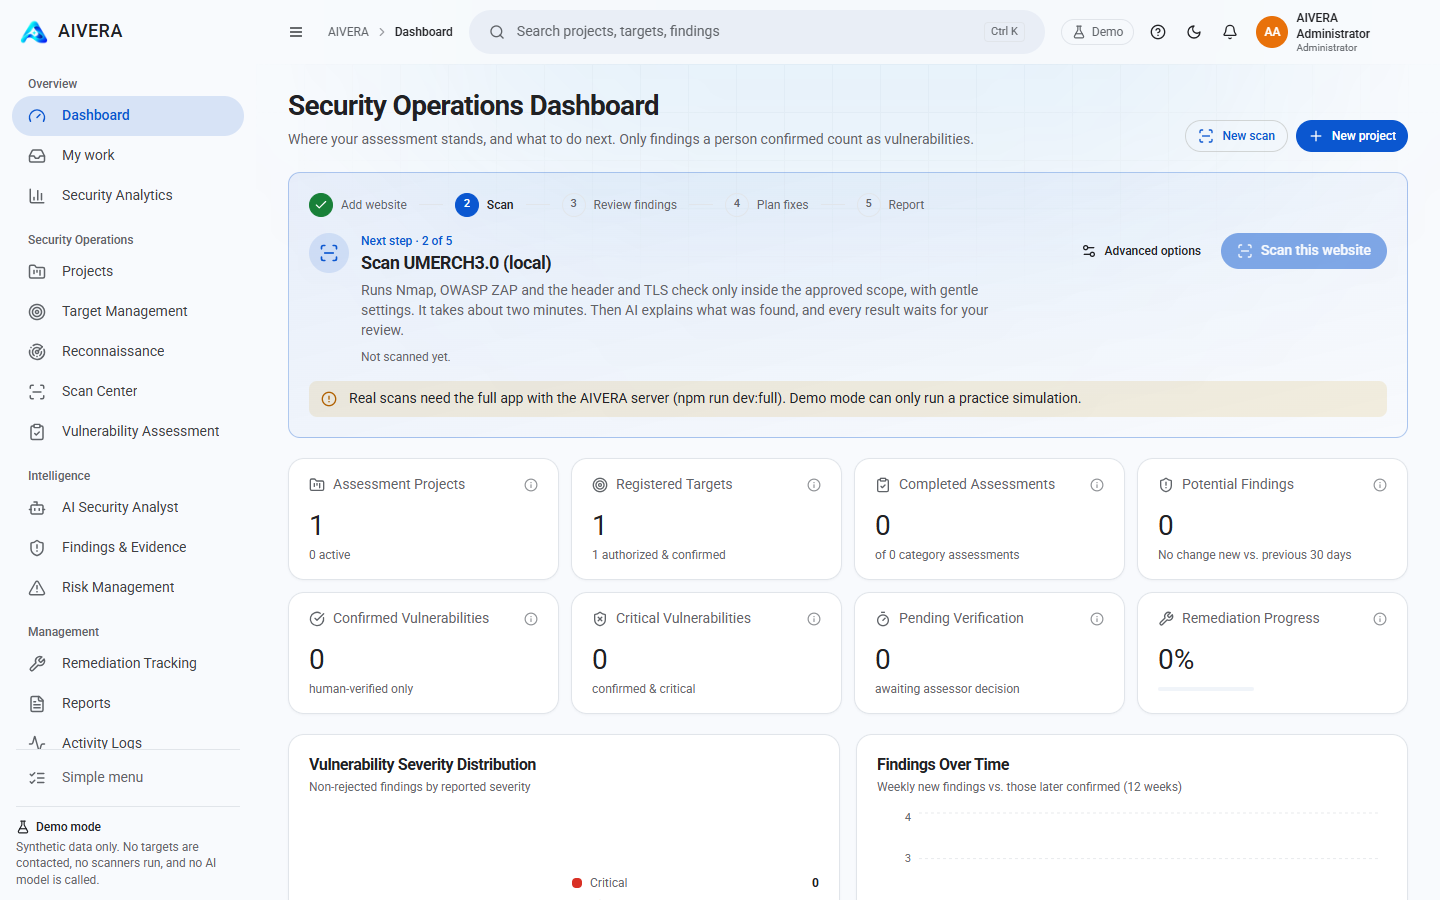 AIVERA
AIVERA > Dashboard
Search projects, targets, findings
Ctrl K
Demo
AA
AIVERA Administrator
Administrator
Overview
Dashboard
My work
Security Analytics
Security Operations
Projects
Target Management
Reconnaissance
Scan Center
Vulnerability Assessment
Intelligence
AI Security Analyst
Findings & Evidence
Risk Management
Management
Remediation Tracking
Reports
Activity Logs
Simple menu
Demo mode
Synthetic data only. No targets are
contacted, no scanners run, and no AI
model is called.
Security Operations Dashboard
Where your assessment stands, and what to do next. Only findings a person confirmed count as vulnerabilities.
New scan
New project
Add website
2 Scan
3 Review findings
4 Plan fixes
5 Report
Next step · 2 of 5
Scan UMERCH3.0 (local)
Advanced options
Scan this website
Runs Nmap, OWASP ZAP and the header and TLS check only inside the approved scope, with gentle
settings. It takes about two minutes. Then AI explains what was found, and every result waits for your
review.
Not scanned yet.
Real scans need the full app with the AIVERA server (npm run dev:full). Demo mode can only run a practice simulation.
Assessment Projects
1
0 active
Registered Targets
1
1 authorized & confirmed
Completed Assessments
0
of 0 category assessments
Potential Findings
0
No change new vs. previous 30 days
Confirmed Vulnerabilities
0
human-verified only
Critical Vulnerabilities
0
confirmed & critical
Pending Verification
0
awaiting assessor decision
Remediation Progress
0%
Vulnerability Severity Distribution
Non-rejected findings by reported severity
Critical 0
Findings Over Time
Weekly new findings vs. those later confirmed (12 weeks)
4
3